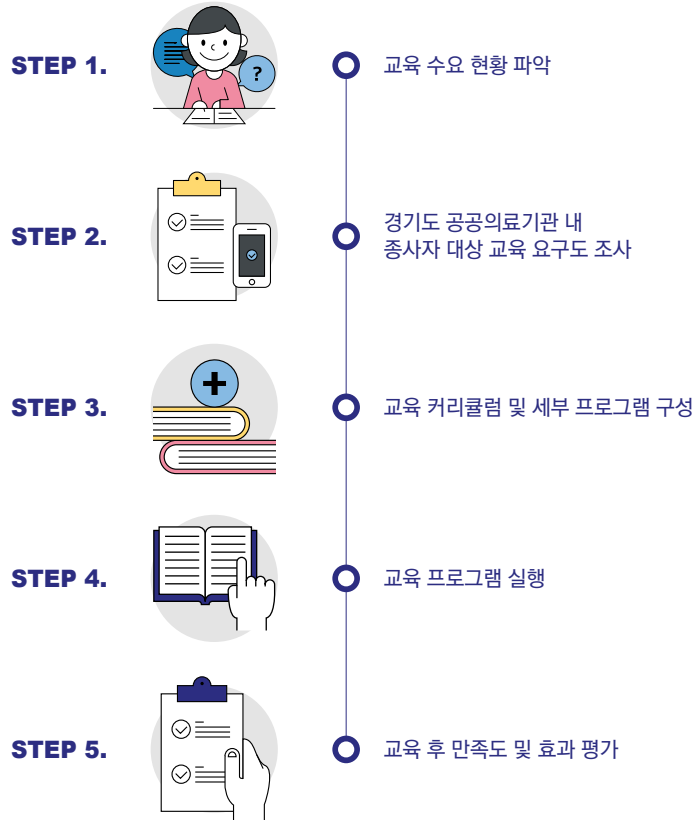 STEP 1.
?
교육 수요 현황 파악
STEP 2.
경기도 공공의료기관 내
종사자 대상 교육 요구도 조사
STEP 3.
교육 커리큘럼 및 세부 프로그램 구성
STEP 4.
교육 프로그램 실행
STEP 5.
교육 후 만족도 및 효과 평가